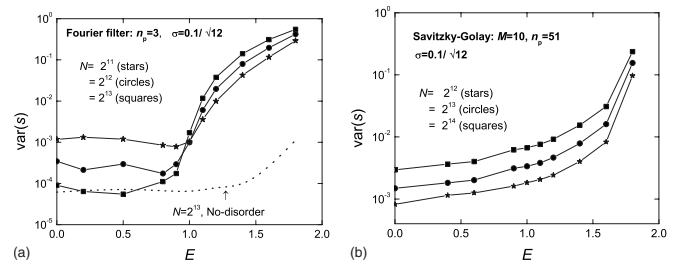 Fourier filter: n_p=3, σ=0.1/ √12
N= 2^11 (stars)
= 2^12 (circles)
= 2^13 (squares)
N=2^13, No-disorder
var(s)
10^0
10^-1
10^-2
10^-3
10^-4
10^-5
0.0 0.5 1.0 1.5 2.0
E
(a)
Savitzky-Golay: M=10, n_p=51
σ=0.1/ √12
N= 2^12 (stars)
= 2^13 (circles)
= 2^14 (squares)
var(s)
10^0
10^-1
10^-2
10^-3
0.0 0.5 1.0 1.5 2.0
E
(b)